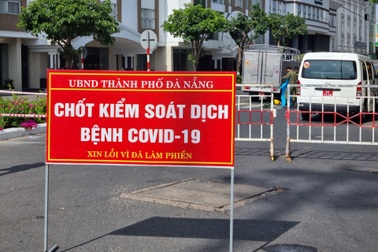 UBND THÀNH PHỐ ĐÀ NẴNG
CHỐT KIỂM SOÁT DỊCH
BỆNH COVID-19
XIN LỖI VÌ ĐÃ LÀM PHIỀN